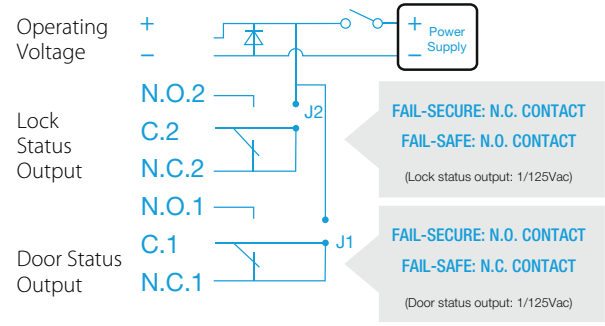 Operating
Voltage
+
−
+
−
Power
Supply
Lock
Status
Output
N.O.2
C.2
N.C.2
J2
FAIL-SECURE: N.C. CONTACT
FAIL-SAFE: N.O. CONTACT
(Lock status output: 1/125Vac)
Door Status
Output
N.O.1
C.1
N.C.1
J1
FAIL-SECURE: N.O. CONTACT
FAIL-SAFE: N.C. CONTACT
(Door status output: 1/125Vac)